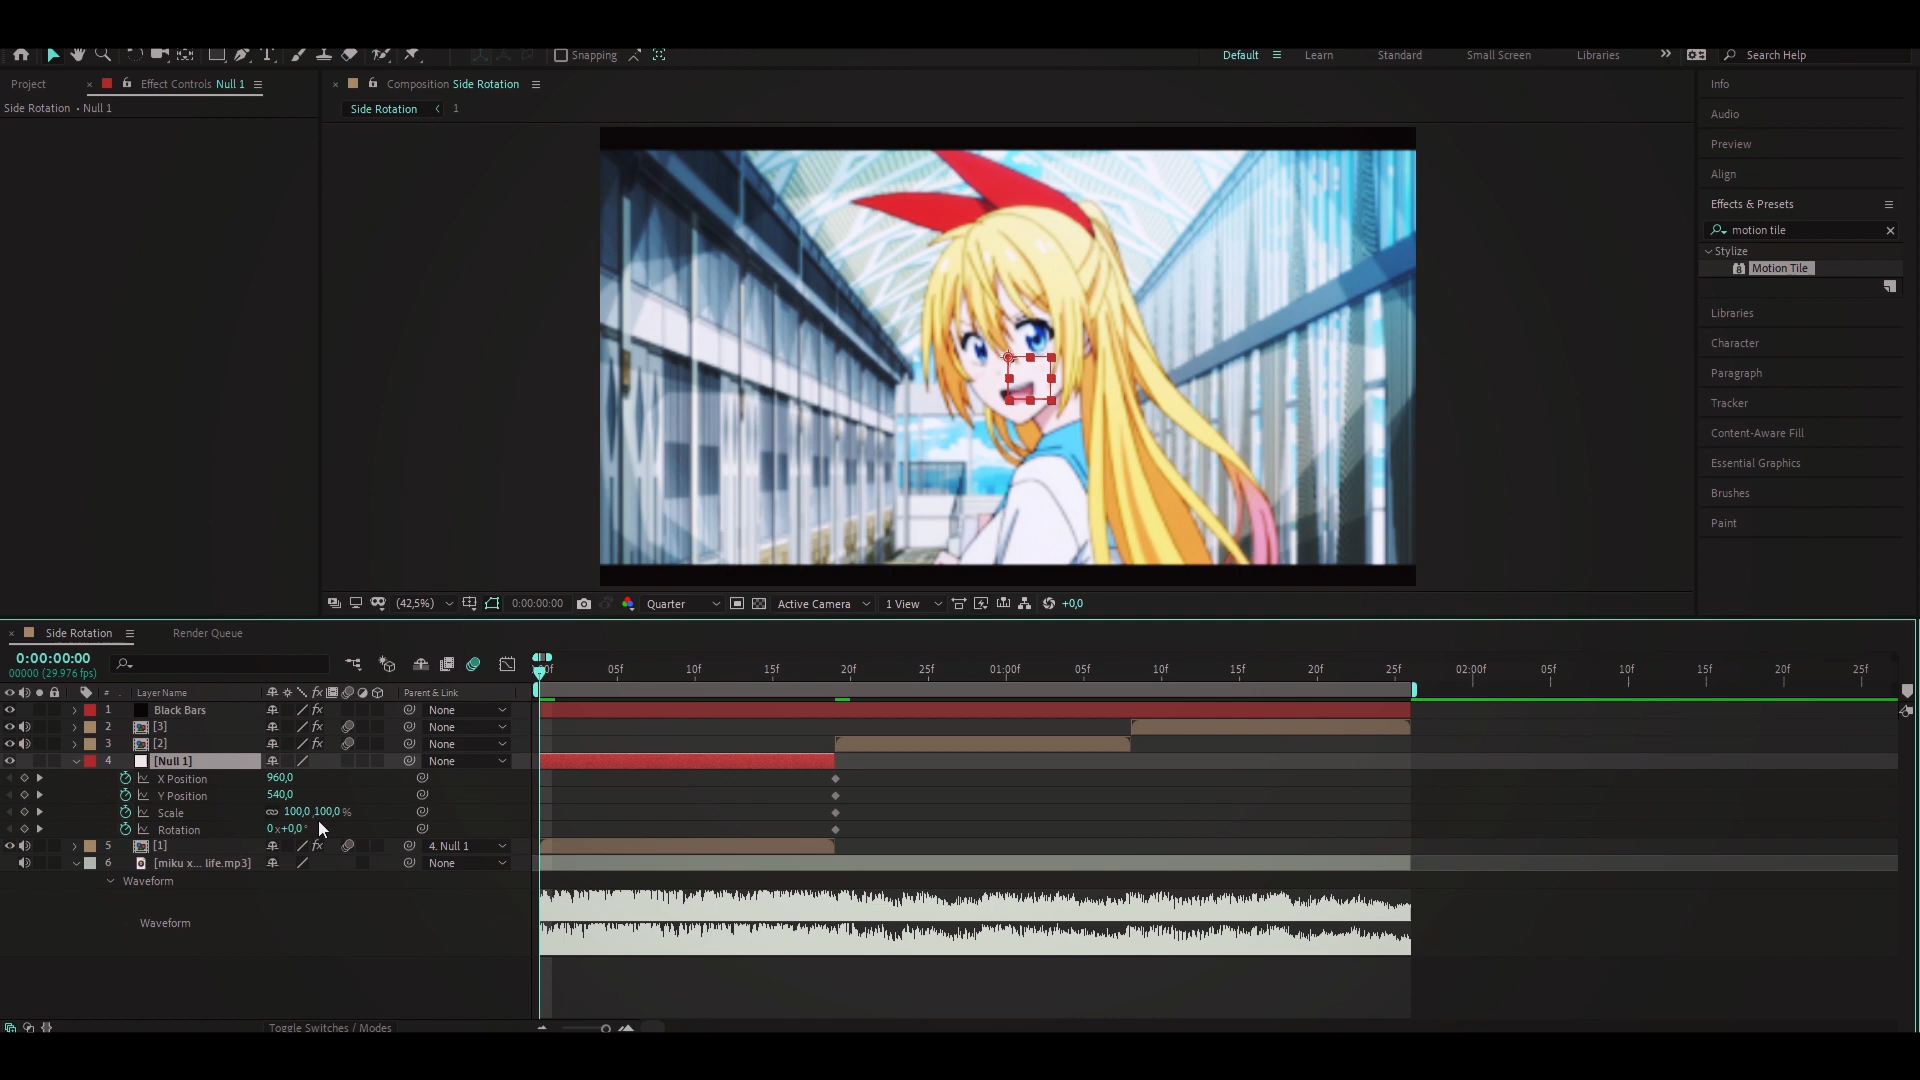 Snapping
Default Learn Standard Small Screen Libraries Search Help
Project Effect Controls Null 1 Composition Side Rotation Info
Side Rotation • Null 1 Side Rotation 1
Audio
Preview
Align
Effects & Presets
motion tile
Stylize
8 Motion Tile
Libraries
Character
Paragraph
Tracker
Content-Aware Fill
Essential Graphics
Brushes
Paint
(42,5%) 0:00:00:00 Quarter Active Camera 1 View +0,0
Side Rotation Render Queue
0:00:00:00
00000 (29.976 fps)
:00f 05f 10f 15f 20f 25f 01:00f 05f 10f 15f 20f 25f 02:00f 05f 10f 15f 20f 25f
# . Layer Name fx Parent & Link
1 Black Bars fx None
2 [3] fx None
3 [2] fx None
4 [Null 1] None
X Position 960,0
Y Position 540,0
Scale 100,0, 100,0 %
Rotation 0 x +0,0 °
5 [1] fx 4. Null 1
6 [miku x... life.mp3] None
Waveform
Waveform
Toggle Switches / Modes